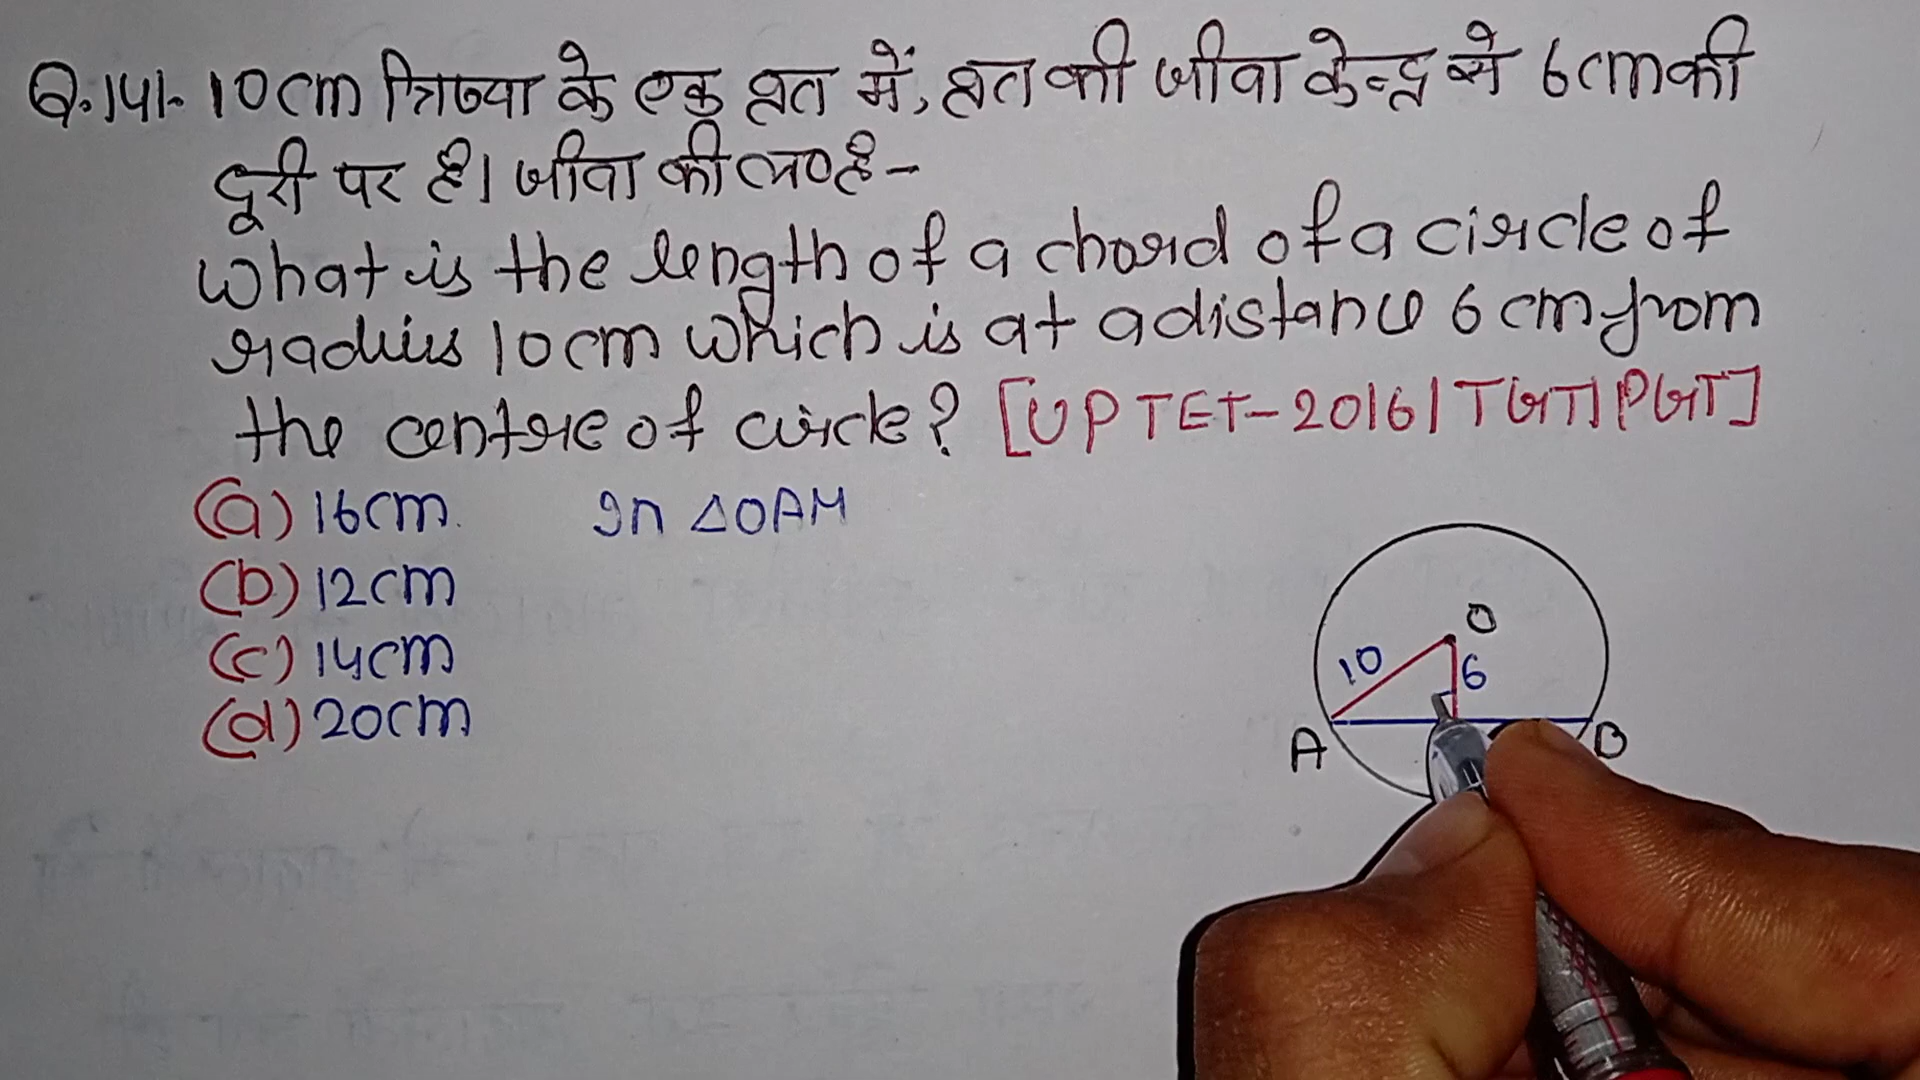 Q.141. 10cm त्रिज्या के एक वृत में, वृत की जीवा केन्द्र से 6cm की
दूरी पर है। जीवा की ल० है-
What is the length of a chord of a circle of
radius 10cm which is at a distance 6cm from
the centre of circle? [UPTET-2016/TGT/PGT]
(a) 16cm In △OAM
(b) 12cm
(c) 14cm
(d) 20cm
O
10 6
A B